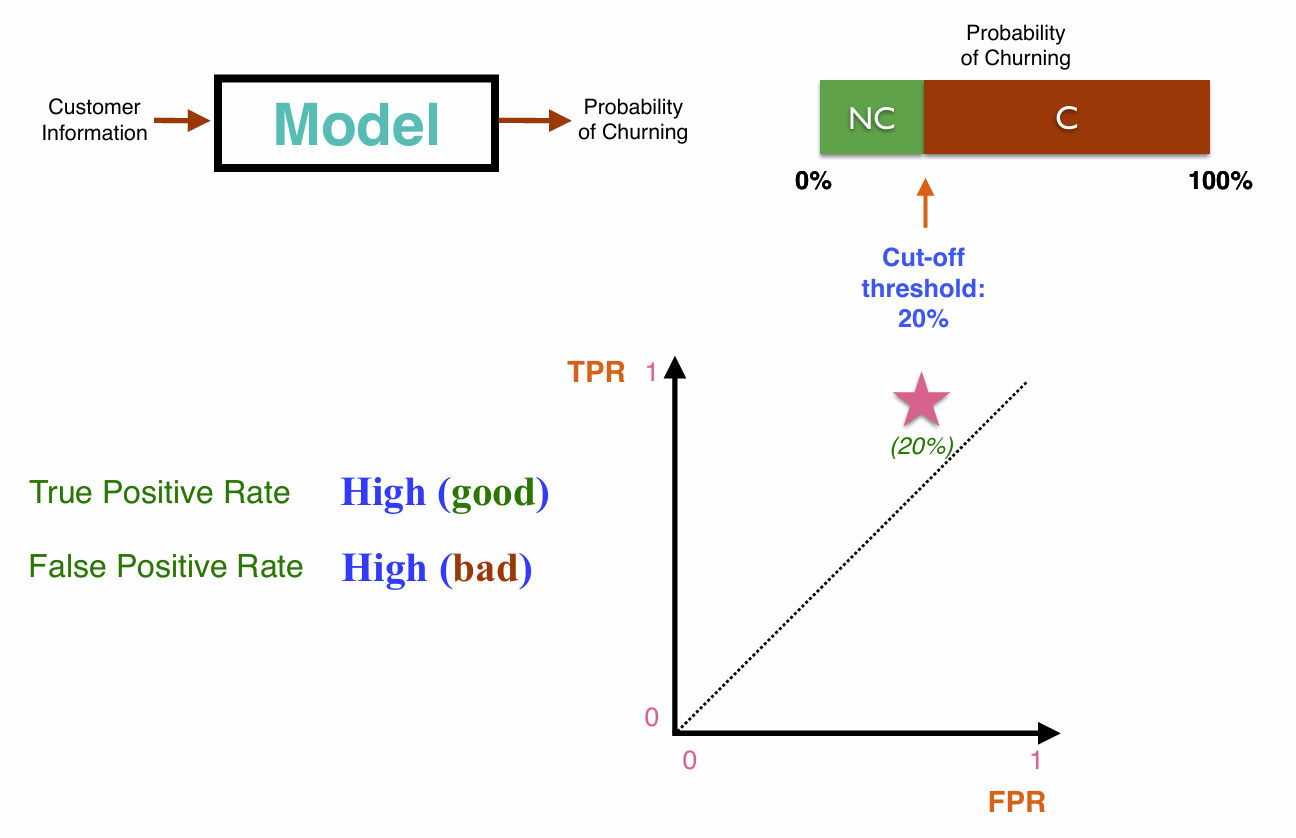 Customer
Information
Model
Probability
of Churning
Probability
of Churning
NC
C
0%
100%
Cut-off
threshold:
20%
TPR
1
(20%)
True Positive Rate
High (good)
False Positive Rate
High (bad)
0
0
1
FPR